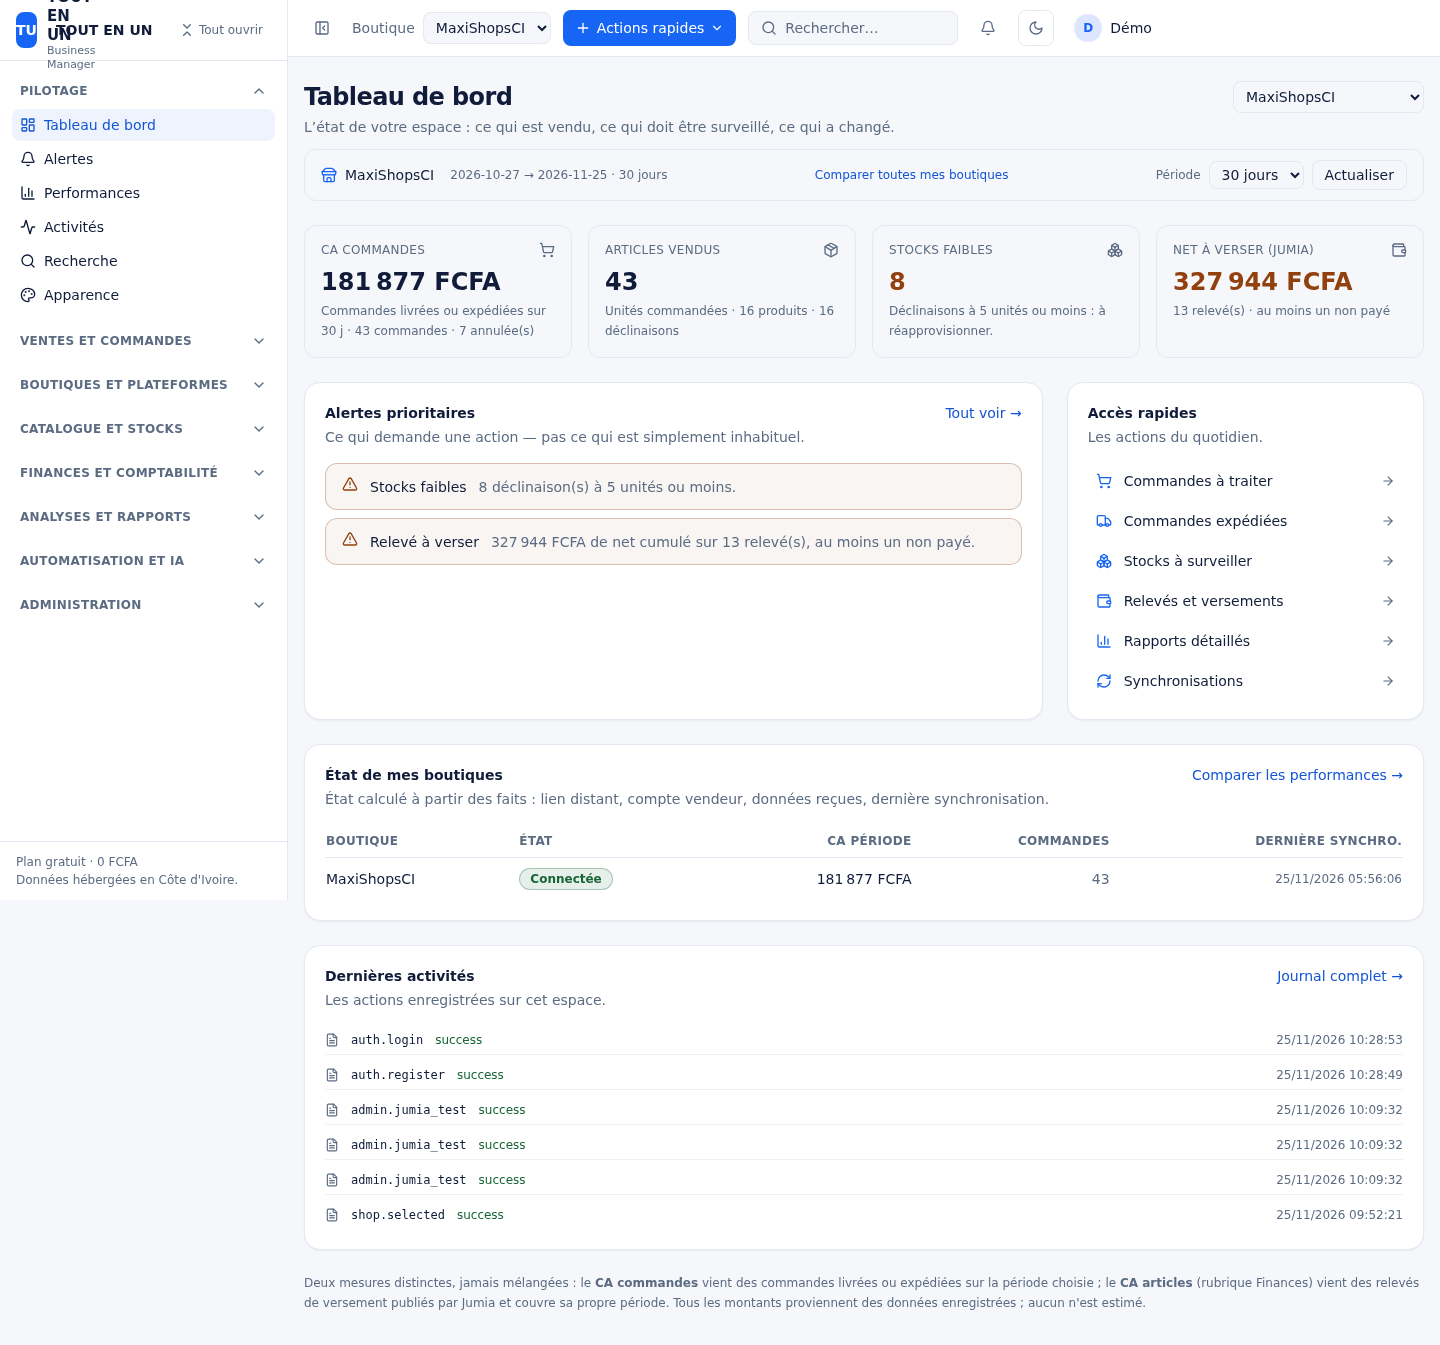 TU
TOUT
EN
UN
TOUT EN UN
Business
Manager
Tout ouvrir
PILOTAGE
Tableau de bord
Alertes
Performances
Activités
Recherche
Apparence
VENTES ET COMMANDES
BOUTIQUES ET PLATEFORMES
CATALOGUE ET STOCKS
FINANCES ET COMPTABILITÉ
ANALYSES ET RAPPORTS
AUTOMATISATION ET IA
ADMINISTRATION
Plan gratuit · 0 FCFA
Données hébergées en Côte d'Ivoire.
Boutique
MaxiShopsCI
Actions rapides
Rechercher…
D
Démo
Tableau de bord
MaxiShopsCI
L’état de votre espace : ce qui est vendu, ce qui doit être surveillé, ce qui a changé.
MaxiShopsCI 2026-10-27 → 2026-11-25 · 30 jours
Comparer toutes mes boutiques
Période
30 jours
Actualiser
CA COMMANDES
181 877 FCFA
Commandes livrées ou expédiées sur
30 j · 43 commandes · 7 annulée(s)
ARTICLES VENDUS
43
Unités commandées · 16 produits · 16
déclinaisons
STOCKS FAIBLES
8
Déclinaisons à 5 unités ou moins : à
réapprovisionner.
NET À VERSER (JUMIA)
327 944 FCFA
13 relevé(s) · au moins un non payé
Alertes prioritaires
Tout voir →
Ce qui demande une action — pas ce qui est simplement inhabituel.
Stocks faibles 8 déclinaison(s) à 5 unités ou moins.
Relevé à verser 327 944 FCFA de net cumulé sur 13 relevé(s), au moins un non payé.
Accès rapides
Les actions du quotidien.
Commandes à traiter →
Commandes expédiées →
Stocks à surveiller →
Relevés et versements →
Rapports détaillés →
Synchronisations →
État de mes boutiques
Comparer les performances →
État calculé à partir des faits : lien distant, compte vendeur, données reçues, dernière synchronisation.
BOUTIQUE ÉTAT CA PÉRIODE COMMANDES DERNIÈRE SYNCHRO.
MaxiShopsCI Connectée 181 877 FCFA 43 25/11/2026 05:56:06
Dernières activités
Journal complet →
Les actions enregistrées sur cet espace.
auth.login success 25/11/2026 10:28:53
auth.register success 25/11/2026 10:28:49
admin.jumia_test success 25/11/2026 10:09:32
admin.jumia_test success 25/11/2026 10:09:32
admin.jumia_test success 25/11/2026 10:09:32
shop.selected success 25/11/2026 09:52:21
Deux mesures distinctes, jamais mélangées : le CA commandes vient des commandes livrées ou expédiées sur la période choisie ; le CA articles (rubrique Finances) vient des relevés
de versement publiés par Jumia et couvre sa propre période. Tous les montants proviennent des données enregistrées ; aucun n'est estimé.